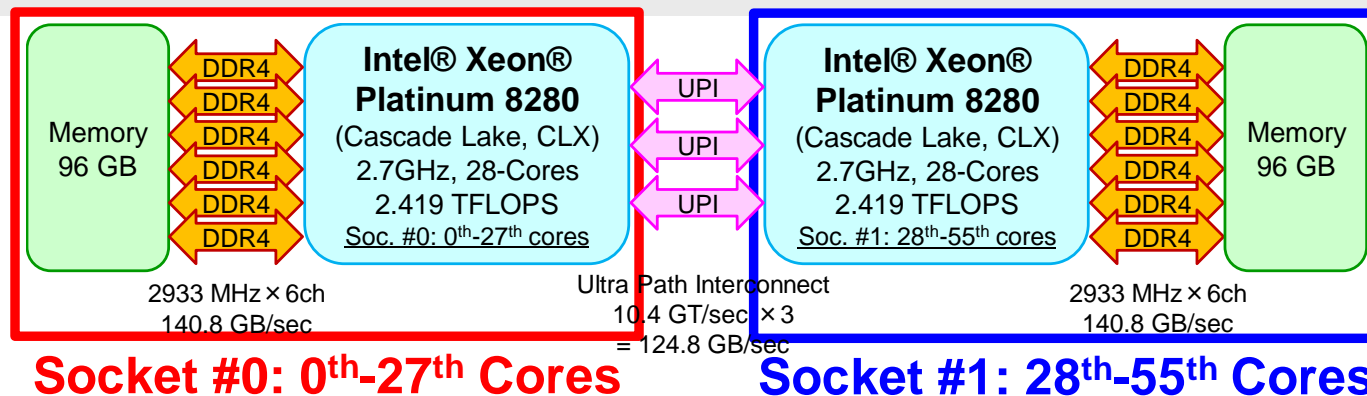 Memory
96 GB
DDR4
DDR4
DDR4
DDR4
DDR4
DDR4
Intel® Xeon®
Platinum 8280
(Cascade Lake, CLX)
2.7GHz, 28-Cores
2.419 TFLOPS
Soc. #0: 0th-27th cores
UPI
UPI
UPI
Intel® Xeon®
Platinum 8280
(Cascade Lake, CLX)
2.7GHz, 28-Cores
2.419 TFLOPS
Soc. #1: 28th-55th cores
DDR4
DDR4
DDR4
DDR4
DDR4
DDR4
Memory
96 GB
2933 MHz×6ch
140.8 GB/sec
Ultra Path Interconnect
10.4 GT/sec ×3
= 124.8 GB/sec
2933 MHz×6ch
140.8 GB/sec
Socket #0: 0th-27th Cores
Socket #1: 28th-55th Cores